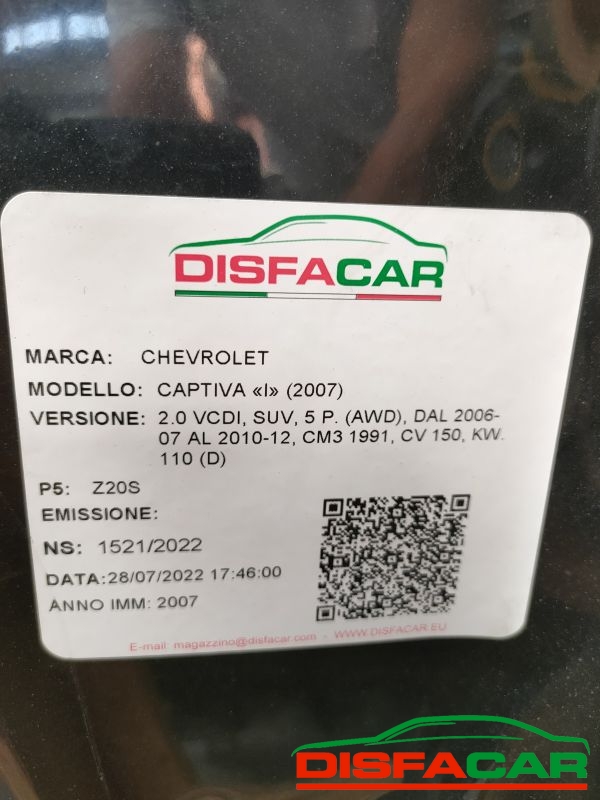 DISFACAR
MARCA: CHEVROLET
MODELLO: CAPTIVA «I» (2007)
VERSIONE: 2.0 VCDI, SUV, 5 P. (AWD), DAL 2006-
07 AL 2010-12, CM3 1991, CV 150, KW.
110 (D)
P5: Z20S
EMISSIONE:
NS: 1521/2022
DATA:28/07/2022 17:46:00
ANNO IMM: 2007
E-mail: magazzino@disfacar.com - WWW.DISFACAR.EU
DISFACAR